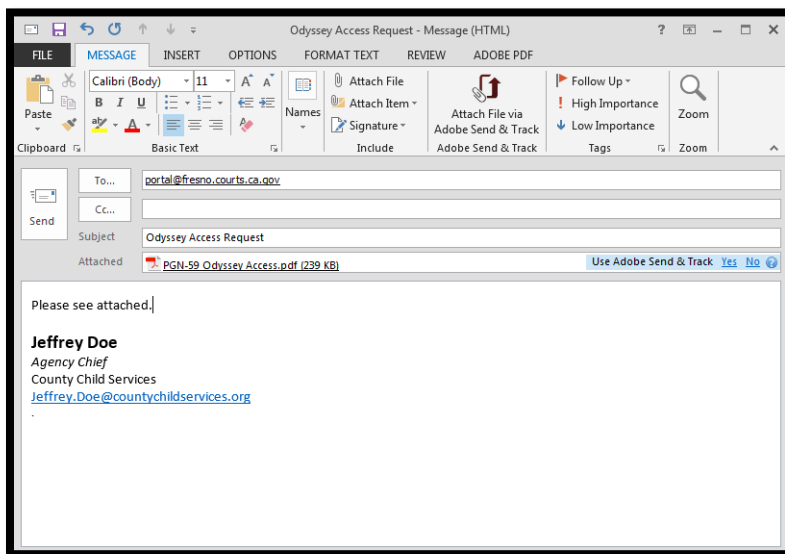 Odyssey Access Request - Message (HTML)
FILE MESSAGE INSERT OPTIONS FORMAT TEXT REVIEW ADOBE PDF
Paste
Clipboard
Calibri (Body) 11
B I U
Basic Text
Names
Attach File
Attach Item
Signature
Include
Attach File via
Adobe Send & Track
Adobe Send & Track
Follow Up
High Importance
Low Importance
Tags
Zoom
Zoom
Send
To... portal@fresno.courts.ca.gov
Cc...
Subject Odyssey Access Request
Attached PGN-59 Odyssey Access.pdf (239 KB) Use Adobe Send & Track Yes No
Please see attached.
Jeffrey Doe
Agency Chief
County Child Services
Jeffrey.Doe@countychildservices.org
.